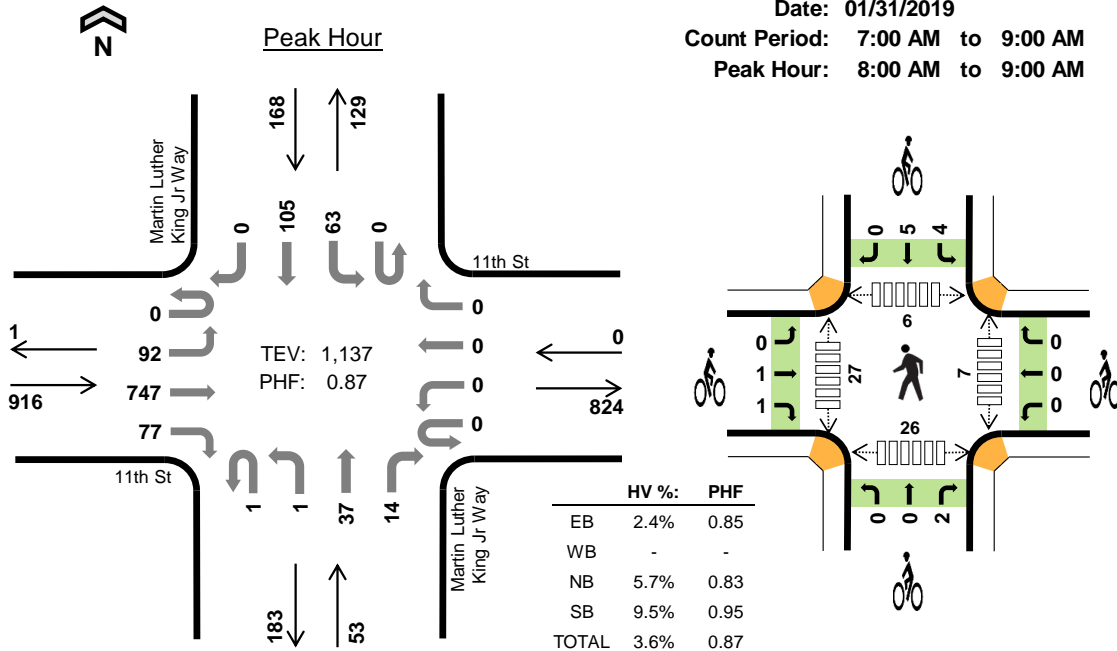 N
Peak Hour
Date: 01/31/2019
Count Period: 7:00 AM to 9:00 AM
Peak Hour: 8:00 AM to 9:00 AM
168
129
Martin Luther
King Jr Way
0
105
63
0
11th St
0
92
747
77
1
916
TEV: 1,137
PHF: 0.87
0
0
0
0
0
824
11th St
1
1
37
14
Martin Luther
King Jr Way
183
53
HV %: PHF
EB 2.4% 0.85
WB - -
NB 5.7% 0.83
SB 9.5% 0.95
TOTAL 3.6% 0.87
0 5 4
6
0
1
1
27
7
0
0
0
26
0 0 2